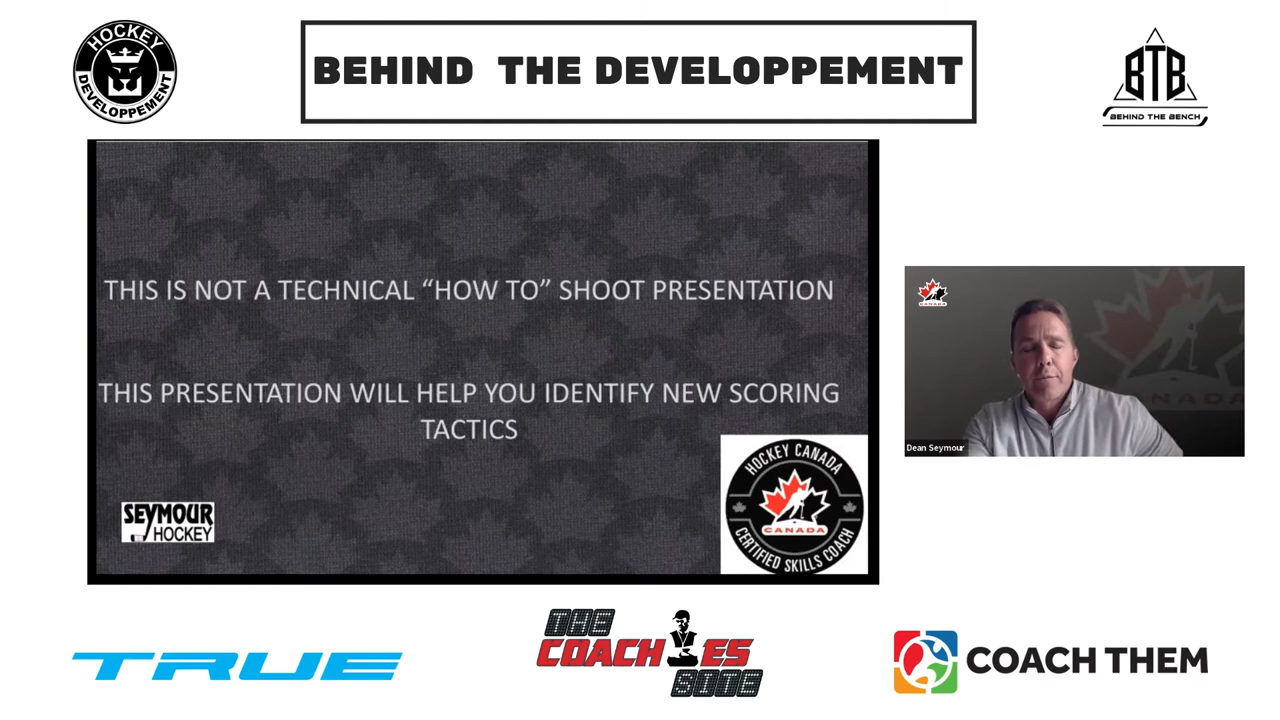 HOCKEY
DEVELOPPEMENT
BEHIND THE DEVELOPPEMENT
BTB
BEHIND THE BENCH
THIS IS NOT A TECHNICAL “HOW TO” SHOOT PRESENTATION
THIS PRESENTATION WILL HELP YOU IDENTIFY NEW SCORING
TACTICS
SEYMOUR
HOCKEY
HOCKEY CANADA
CANADA
CERTIFIED SKILLS COACH
CANADA
CANADA
Dean Seymour
TRUE
THE
COACHES
SITE
COACH THEM